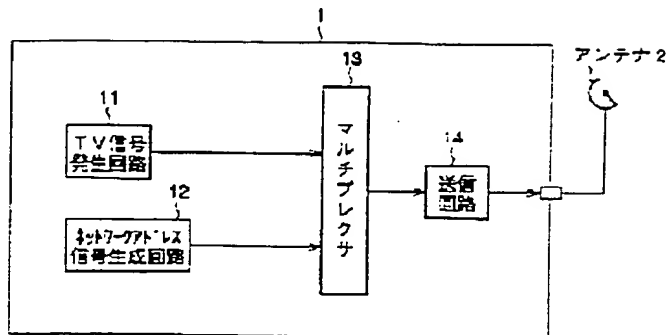 1
13
アンテナ2
11
TV信号
発生回路
マルチプレクサ
14
送信
回路
12
ネットワークアドレス
信号生成回路